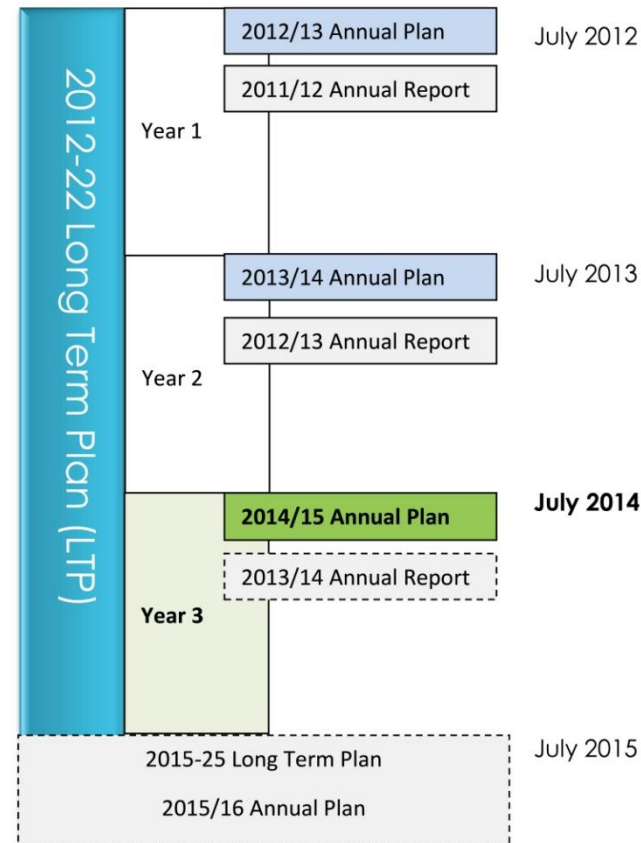 2012-22 Long Term Plan (LTP)
2012/13 Annual Plan
July 2012
2011/12 Annual Report
Year 1
2013/14 Annual Plan
July 2013
2012/13 Annual Report
Year 2
2014/15 Annual Plan
July 2014
2013/14 Annual Report
Year 3
July 2015
2015-25 Long Term Plan
2015/16 Annual Plan